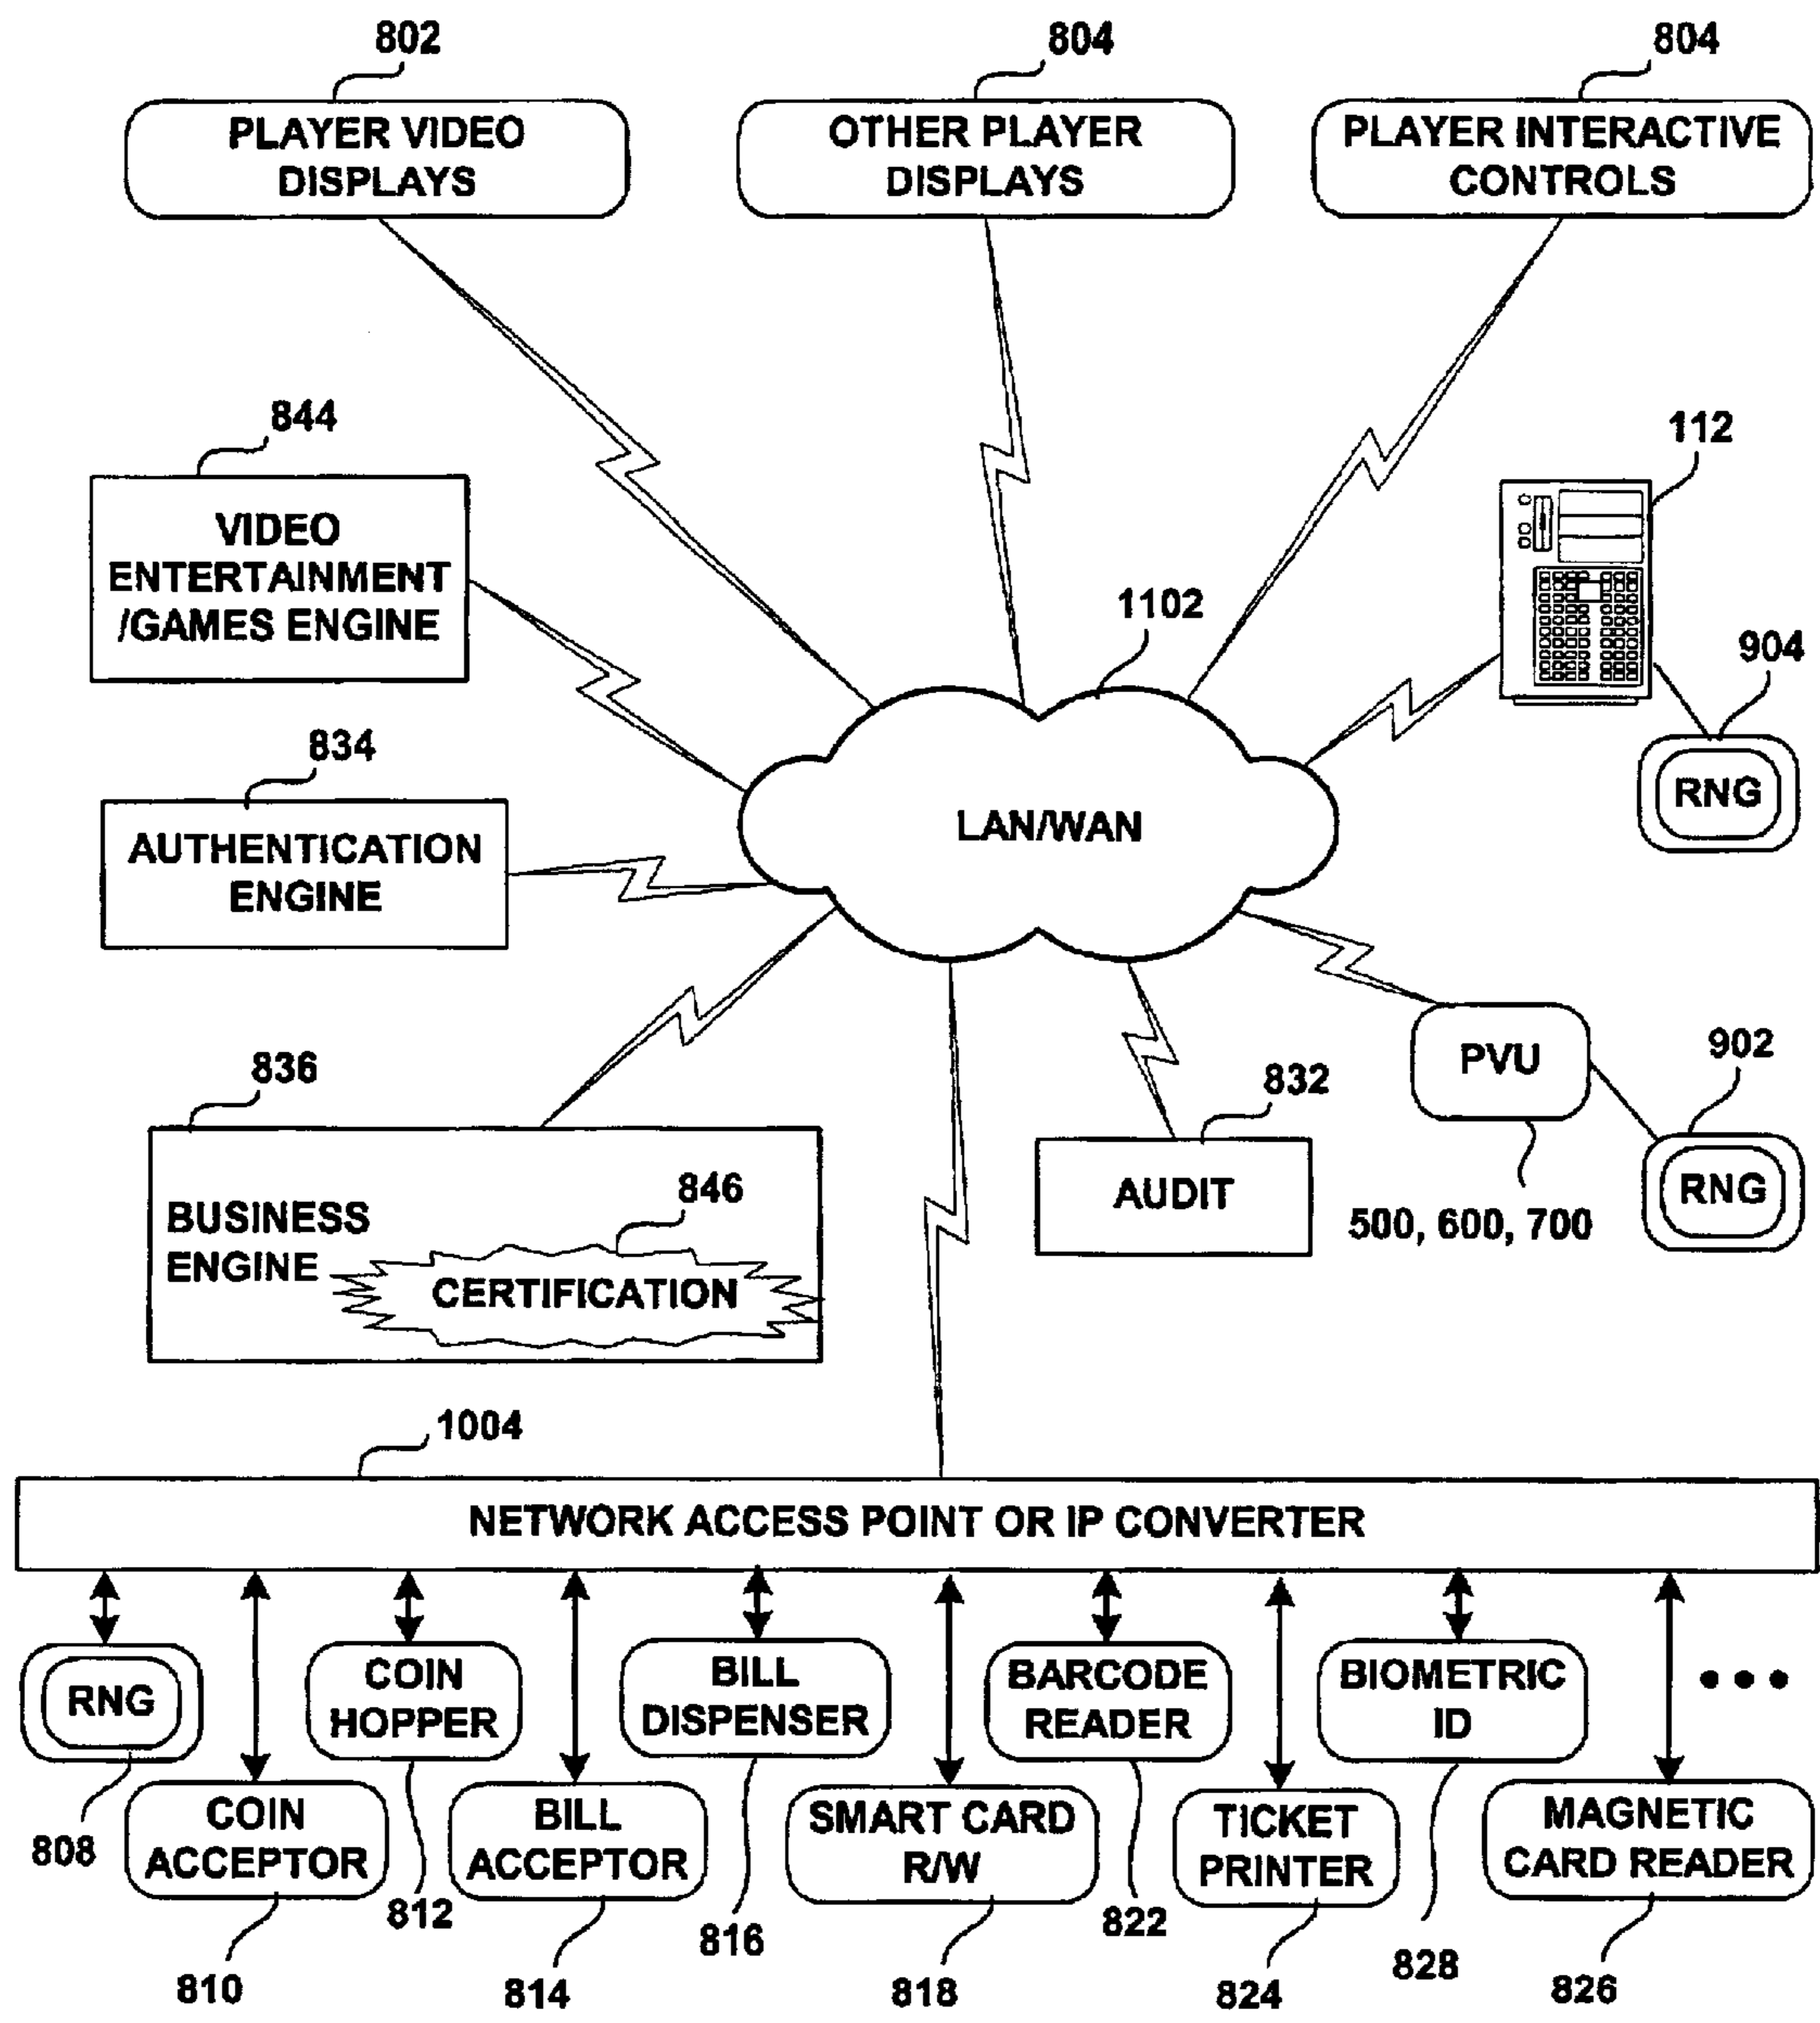 802
804
804
PLAYER VIDEO
DISPLAYS
OTHER PLAYER
DISPLAYS
PLAYER INTERACTIVE
CONTROLS
844
112
VIDEO
ENTERTAINMENT
/GAMES ENGINE
1102
904
RNG
834
AUTHENTICATION
ENGINE
LAN/WAN
PVU
902
RNG
500, 600, 700
836
832
AUDIT
BUSINESS
ENGINE
846
CERTIFICATION
1004
NETWORK ACCESS POINT OR IP CONVERTER
RNG
COIN
HOPPER
BILL
DISPENSER
BARCODE
READER
BIOMETRIC
ID
•••
808
COIN
ACCEPTOR
812
BILL
ACCEPTOR
816
SMART CARD
R/W
822
TICKET
PRINTER
828
MAGNETIC
CARD READER
810
814
818
824
826